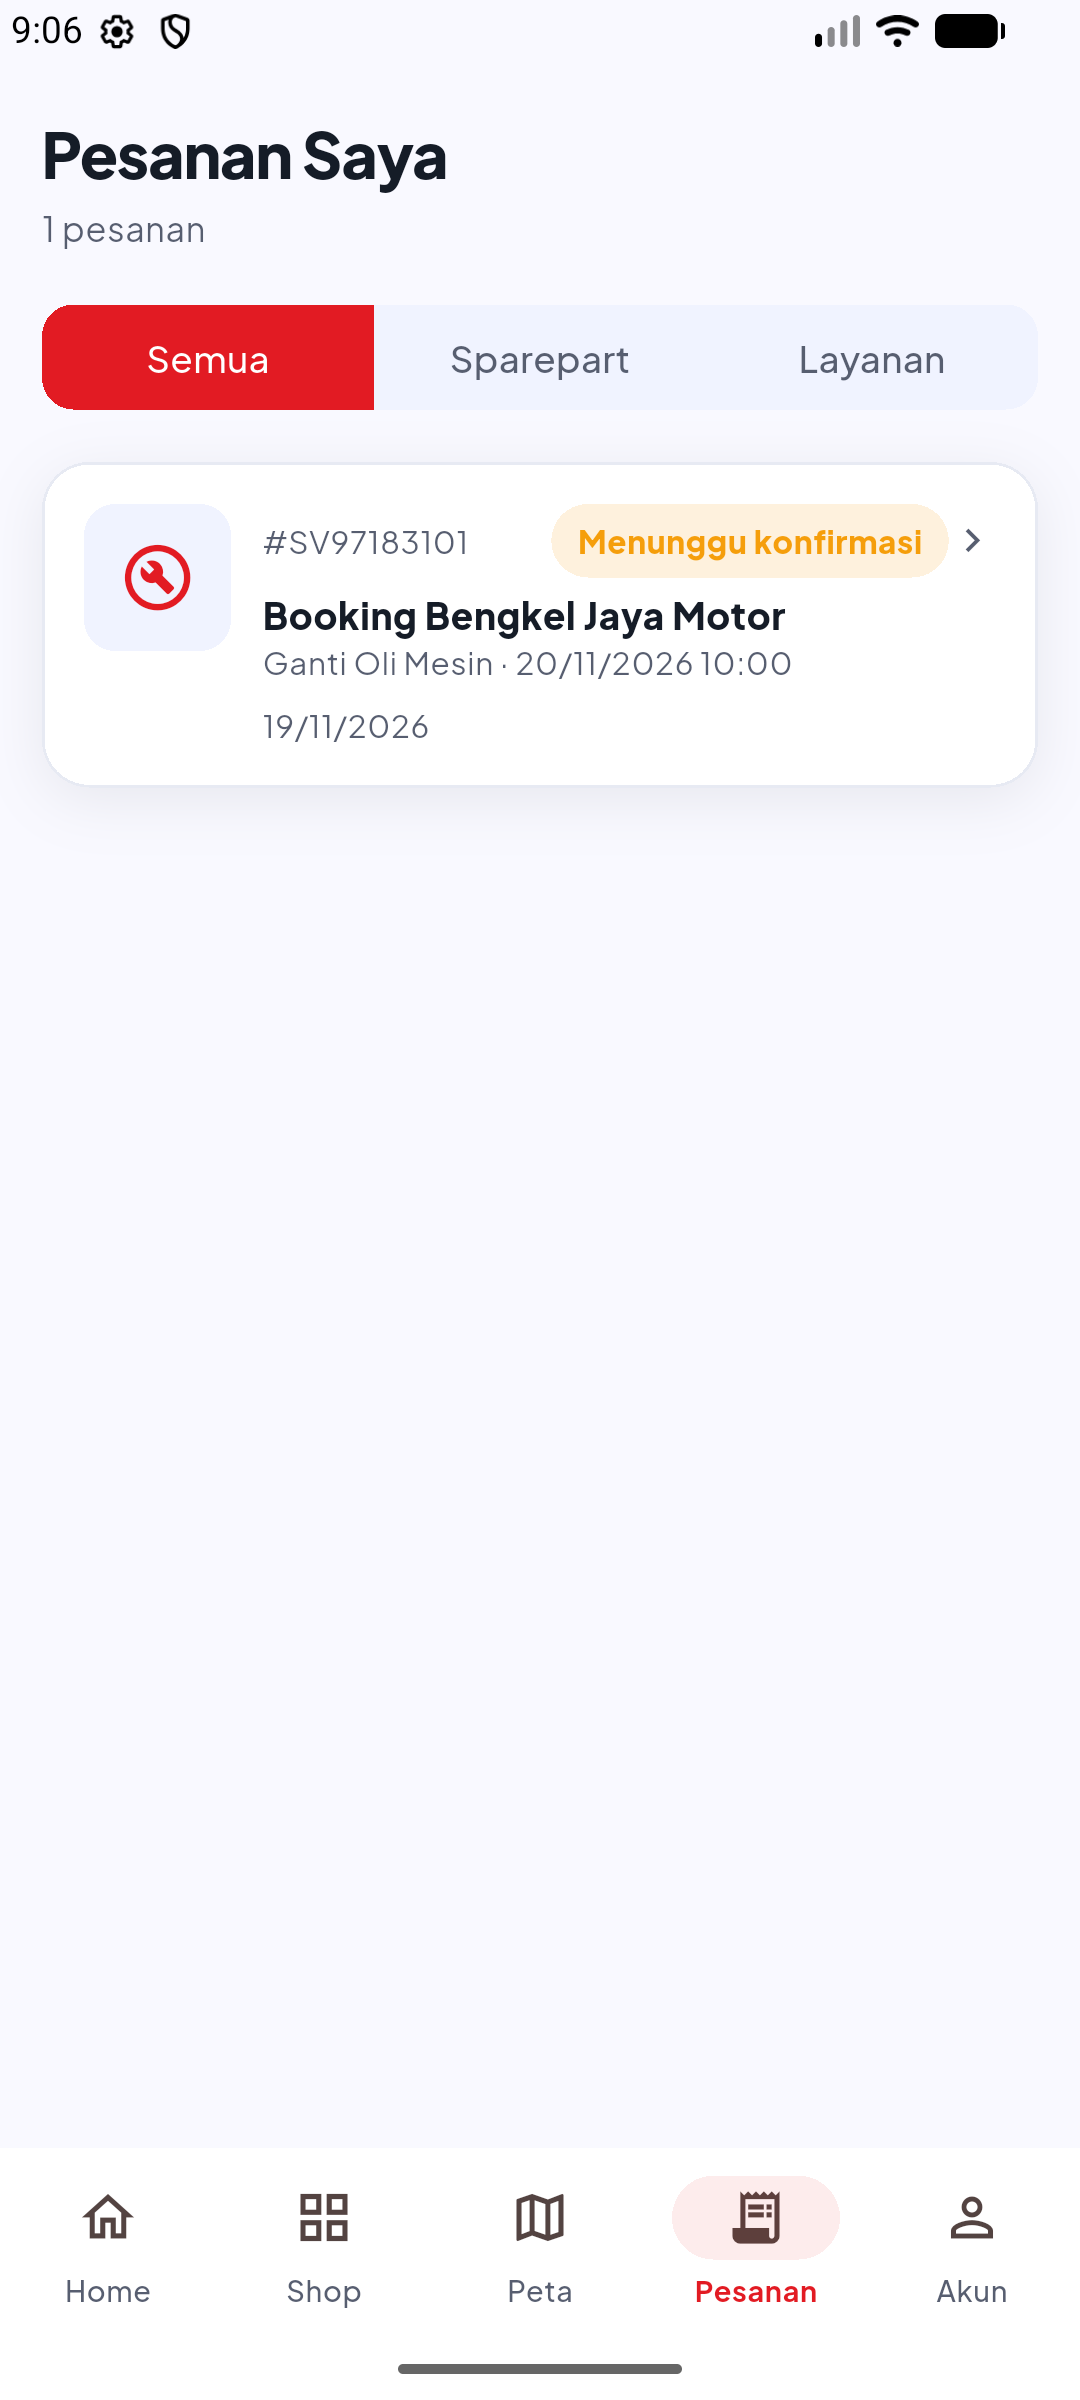 9:06
Pesanan Saya
1 pesanan
Semua
Sparepart
Layanan
#SV97183101
Menunggu konfirmasi
Booking Bengkel Jaya Motor
Ganti Oli Mesin · 20/11/2026 10:00
19/11/2026
Home
Shop
Peta
Pesanan
Akun